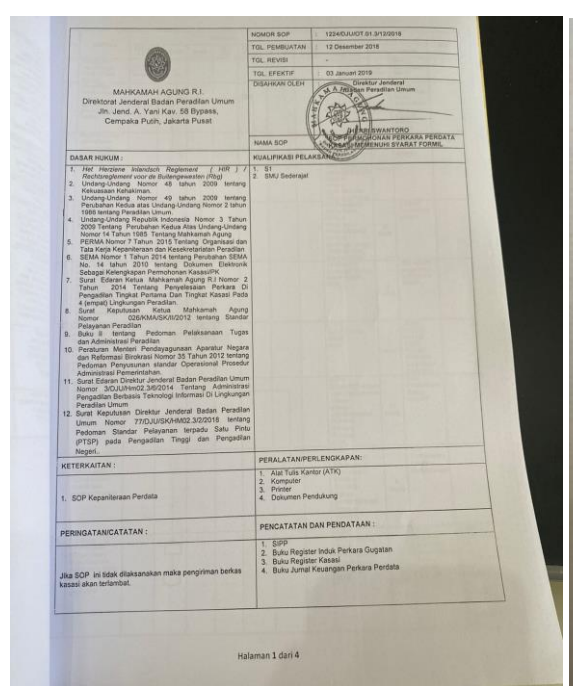 NOMOR SOP : 1224/DJU/OT.01.3/12/2018
TGL. PEMBUATAN : 12 Desember 2018
TGL. REVISI : -
TGL. EFEKTIF : 03 Januari 2019
MAHKAMAH AGUNG R.I.
Direktorat Jenderal Badan Peradilan Umum
Jln. Jend. A. Yani Kav. 58 Bypass,
Cempaka Putih, Jakarta Pusat
DISAHKAN OLEH : Direktur Jenderal
Badan Peradilan Umum
HERRI SWANTORO
NAMA SOP : SOP PERMOHONAN PERKARA PERDATA
KASASI MEMENUHI SYARAT FORMIL
DASAR HUKUM :
1. Het Herziene Inlandsch Reglement ( HIR ) /
Rechtsreglement voor de Buitengewesten (Rbg)
2. Undang-Undang Nomor 48 tahun 2009 tentang
Kekuasaan Kehakiman.
3. Undang-Undang Nomor 49 tahun 2009 tentang
Perubahan Kedua atas Undang-Undang Nomor 2 tahun
1986 tentang Peradilan Umum.
4. Undang-Undang Republik Indonesia Nomor 3 Tahun
2009 Tentang Perubahan Kedua Atas Undang-Undang
Nomor 14 Tahun 1985 Tentang Mahkamah Agung
5. PERMA Nomor 7 Tahun 2015 Tentang Organisasi dan
Tata Kerja Kepaniteraan dan Kesekretariatan Peradilan.
6. SEMA Nomor 1 Tahun 2014 tentang Perubahan SEMA
No. 14 tahun 2010 tentang Dokumen Elektronik
Sebagai Kelengkapan Permohonan Kasasi/PK
7. Surat Edaran Ketua Mahkamah Agung R.I Nomor 2
Tahun 2014 Tentang Penyelesaian Perkara Di
Pengadilan Tingkat Pertama Dan Tingkat Kasasi Pada
4 (empat) Lingkungan Peradilan.
8. Surat Keputusan Ketua Mahkamah Agung
Nomor 026/KMA/SK/II/2012 tentang Standar
Pelayanan Peradilan
9. Buku II tentang Pedoman Pelaksanaan Tugas
dan Administrasi Peradilan
10. Peraturan Menteri Pendayagunaan Aparatur Negara
dan Reformasi Birokrasi Nomor 35 Tahun 2012 tentang
Pedoman Penyusunan standar Operasional Prosedur
Administrasi Pemerintahan.
11. Surat Edaran Direktur Jenderal Badan Peradilan Umum
Nomor 3/DJU/Hm02.3/6/2014 Tentang Administrasi
Pengadilan Berbasis Teknologi Informasi Di Lingkungan
Peradilan Umum
12. Surat Keputusan Direktur Jenderal Badan Peradilan
Umum Nomor 77/DJU/SK/HM02.3/2/2018 tentang
Pedoman Standar Pelayanan terpadu Satu Pintu
(PTSP) pada Pengadilan Tinggi dan Pengadilan
Negeri..
KUALIFIKASI PELAKSANA
1. S1
2. SMU Sederajat
KETERKAITAN :
1. SOP Kepaniteraan Perdata
PERALATAN/PERLENGKAPAN:
1. Alat Tulis Kantor (ATK)
2. Komputer
3. Printer
4. Dokumen Pendukung
PERINGATAN/CATATAN :
Jika SOP ini tidak dilaksanakan maka pengiriman berkas
kasasi akan terlambat.
PENCATATAN DAN PENDATAAN :
1. SIPP
2. Buku Register Induk Perkara Gugatan
3. Buku Register Kasasi
4. Buku Jurnal Keuangan Perkara Perdata
Halaman 1 dari 4